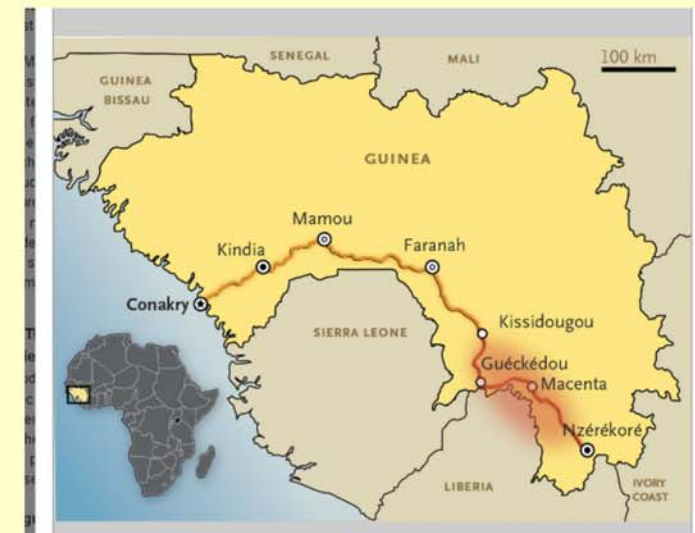 SENEGAL
MALI
100 km
GUINEA
BISSAU
GUINEA
Mamou
Kindia
Faranah
Conakry
SIERRA LEONE
Kissidougou
Guéckédou
Macenta
Nzérékoré
LIBERIA
IVORY
COAST